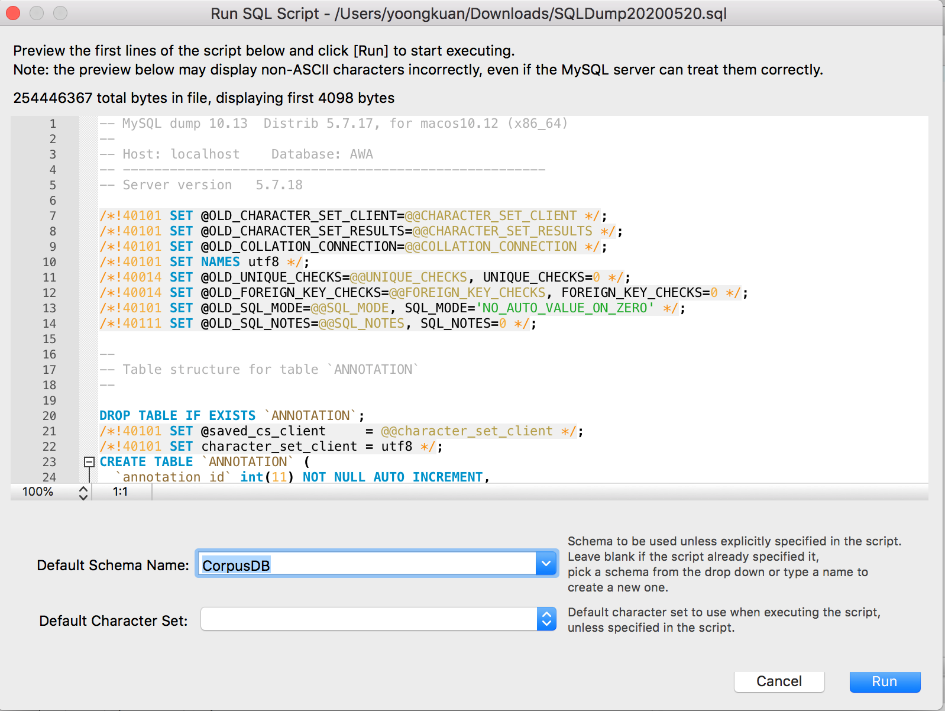 Run SQL Script - /Users/yoongkuan/Downloads/SQLDump20200520.sql
Preview the first lines of the script below and click [Run] to start executing.
Note: the preview below may display non-ASCII characters incorrectly, even if the MySQL server can treat them correctly.
254446367 total bytes in file, displaying first 4098 bytes
1 -- MySQL dump 10.13  Distrib 5.7.17, for macos10.12 (x86_64)
2 --
3 -- Host: localhost    Database: AWA
4 -- ------------------------------------------------------
5 -- Server version   5.7.18
6
7 /*!40101 SET @OLD_CHARACTER_SET_CLIENT=@@CHARACTER_SET_CLIENT */;
8 /*!40101 SET @OLD_CHARACTER_SET_RESULTS=@@CHARACTER_SET_RESULTS */;
9 /*!40101 SET @OLD_COLLATION_CONNECTION=@@COLLATION_CONNECTION */;
10 /*!40101 SET NAMES utf8 */;
11 /*!40014 SET @OLD_UNIQUE_CHECKS=@@UNIQUE_CHECKS, UNIQUE_CHECKS=0 */;
12 /*!40014 SET @OLD_FOREIGN_KEY_CHECKS=@@FOREIGN_KEY_CHECKS, FOREIGN_KEY_CHECKS=0 */;
13 /*!40101 SET @OLD_SQL_MODE=@@SQL_MODE, SQL_MODE='NO_AUTO_VALUE_ON_ZERO' */;
14 /*!40111 SET @OLD_SQL_NOTES=@@SQL_NOTES, SQL_NOTES=0 */;
15
16 --
17 -- Table structure for table `ANNOTATION`
18 --
19
20 DROP TABLE IF EXISTS `ANNOTATION`;
21 /*!40101 SET @saved_cs_client     = @@character_set_client */;
22 /*!40101 SET character_set_client = utf8 */;
23 CREATE TABLE `ANNOTATION` (
24 `annotation_id` int(11) NOT NULL AUTO_INCREMENT,
100% 1:1
Default Schema Name: CorpusDB
Schema to be used unless explicitly specified in the script.
Leave blank if the script already specified it,
pick a schema from the drop down or type a name to
create a new one.
Default Character Set:
Default character set to use when executing the script,
unless specified in the script.
Cancel Run